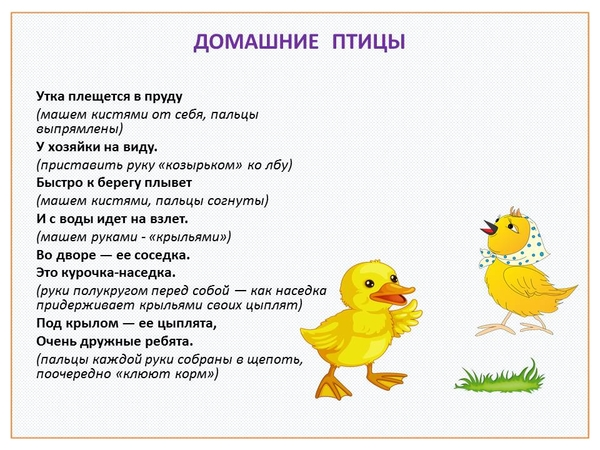 ДОМАШНИЕ ПТИЦЫ
Утка плещется в пруду
(машем кистями от себя, пальцы
выпрямлены)
У хозяйки на виду.
(приставить руку «козырьком» ко лбу)
Быстро к берегу плывет
(машем кистями, пальцы согнуты)
И с воды идет на взлет.
(машем руками - «крыльями»)
Во дворе — ее соседка.
Это курочка-наседка.
(руки полукругом перед собой — как наседка
придерживает крыльями своих цыплят)
Под крылом — ее цыплята,
Очень дружные ребята.
(пальцы каждой руки собраны в щепоть,
поочередно «клюют корм»)